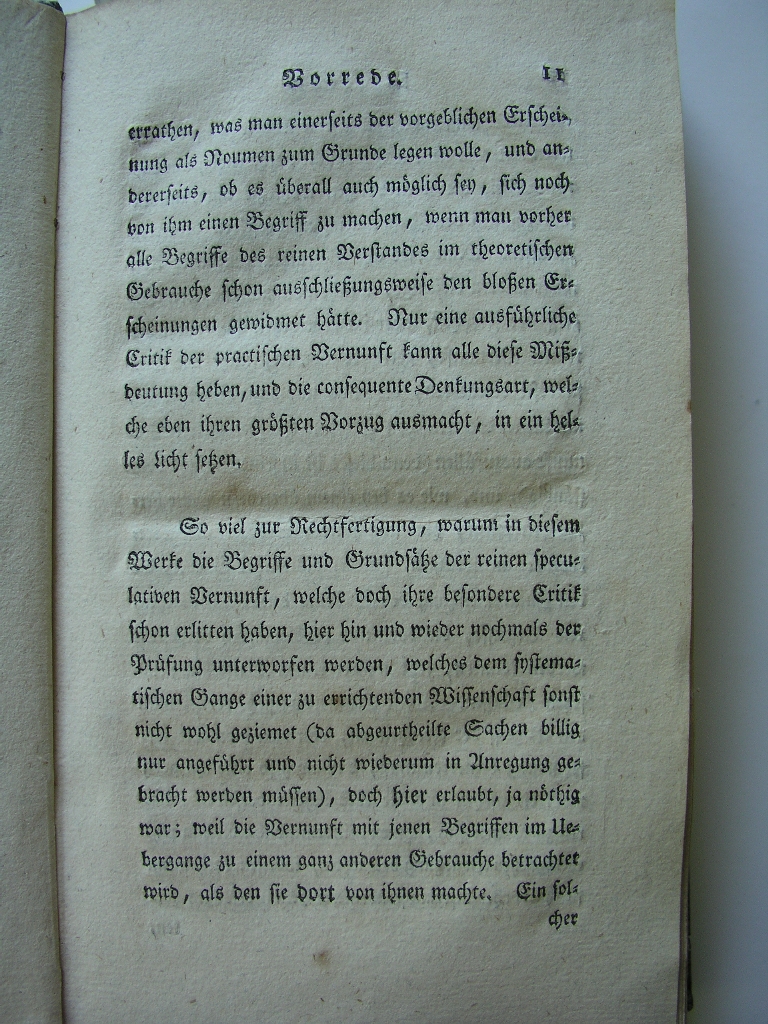 Vorrede. 11
errathen, was man einerſeits der vorgeblichen Erſchei-
nung als Noumen zum Grunde legen wolle, und an-
dererſeits, ob es überall auch möglich ſey, ſich noch
von ihm einen Begriff zu machen, wenn man vorher
alle Begriffe des reinen Verſtandes im theoretiſchen
Gebrauche ſchon ausſchließungsweiſe den bloßen Er-
ſcheinungen gewidmet hätte. Nur eine ausführliche
Critik der practiſchen Vernunft kann alle dieſe Miß-
deutung heben, und die conſequente Denkungsart, wel-
che eben ihren größten Vorzug ausmacht, in ein hel-
les Licht ſetzen.
So viel zur Rechtfertigung, warum in dieſem
Werke die Begriffe und Grundſätze der reinen ſpecu-
lativen Vernunft, welche doch ihre beſondere Critik
ſchon erlitten haben, hier hin und wieder nochmals der
Prüfung unterworfen werden, welches dem ſyſtema-
tiſchen Gange einer zu errichtenden Wiſſenſchaft ſonſt
nicht wohl geziemet (da abgeurtheilte Sachen billig
nur angeführt und nicht wiederum in Anregung ge-
bracht werden müſſen), doch hier erlaubt, ja nöthig
war; weil die Vernunft mit jenen Begriffen im Ue-
bergange zu einem ganz anderen Gebrauche betrachtet
wird, als den ſie dort von ihnen machte. Ein ſol-
cher